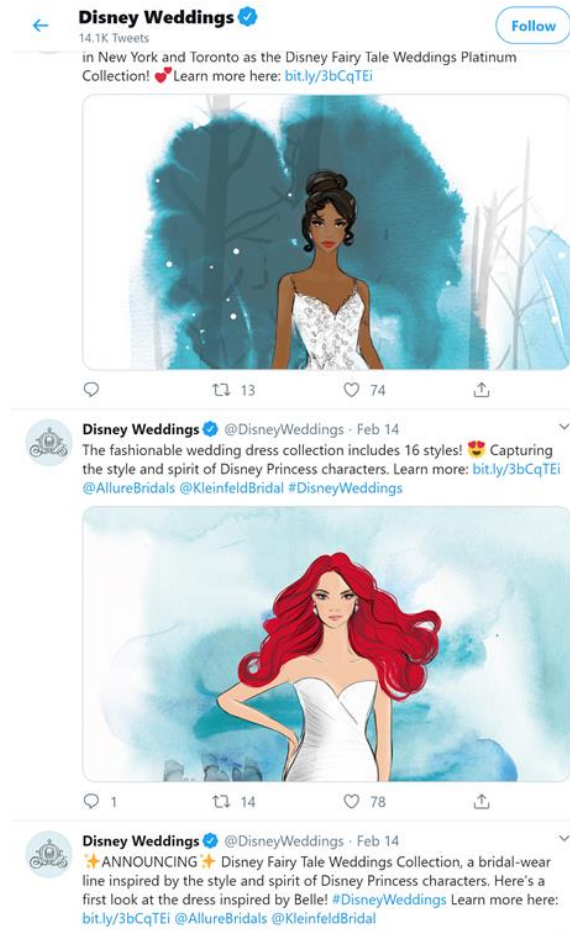 Disney Weddings
14.1K Tweets
Follow
in New York and Toronto as the Disney Fairy Tale Weddings Platinum
Collection! 💕 Learn more here: bit.ly/3bCqTEi
13 74
Disney Weddings @DisneyWeddings · Feb 14
The fashionable wedding dress collection includes 16 styles! 😍 Capturing
the style and spirit of Disney Princess characters. Learn more: bit.ly/3bCqTEi
@AllureBridals @KleinfeldBridal #DisneyWeddings
1 14 78
Disney Weddings @DisneyWeddings · Feb 14
✨ANNOUNCING✨ Disney Fairy Tale Weddings Collection, a bridal-wear
line inspired by the style and spirit of Disney Princess characters. Here's a
first look at the dress inspired by Belle! #DisneyWeddings Learn more here:
bit.ly/3bCqTEi @AllureBridals @KleinfeldBridal